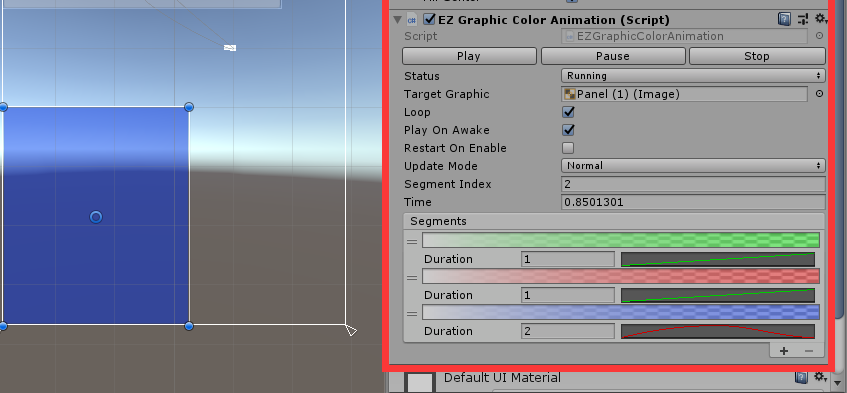 EZ Graphic Color Animation (Script)
Script EZGraphicColorAnimation
Play Pause Stop
Status Running
Target Graphic Panel (1) (Image)
Loop
Play On Awake
Restart On Enable
Update Mode Normal
Segment Index 2
Time 0.8501301
Segments
Duration 1
Duration 1
Duration 2
Default UI Material